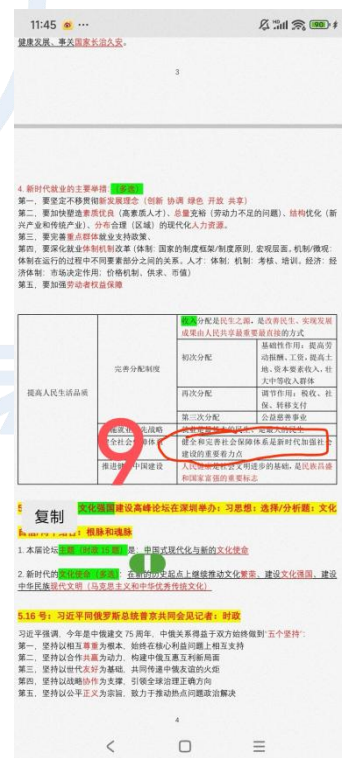 11:45
健康发展、事关国家长治久安。
3
4. 新时代就业的主要举措:(多选)
第一,要坚定不移贯彻新发展理念(创新 协调 绿色 开放 共享)
第二,要加快塑造素质优良(高素质人才)、总量充裕(劳动力不足的问题)、结构优化(新
兴产业和传统产业)、分布合理(区域)的现代化人力资源。
第三,要完善重点群体就业支持政策、
第四,要深化就业体制机制改革(体制:国家的制度框架/制度原则,宏观层面。机制/微观:
体制在运行的过程中不同要素部分之间的关系。人才:体制;机制:考核、培训。经济:经
济体制:市场决定作用:价格机制、供求、币值)
第五,要加强劳动者权益保障
提高人民生活品质
完善分配制度
收入分配是民生之源,是改善民生、实现发展
成果由人民共享最重要最直接的方式
初次分配
基础性作用:提高劳
动报酬、工资,提高土
地、资本要素收入,壮
大中等收入群体
再次分配
调节作用:税收、社
保、转移支付
第三次分配
公益慈善事业
先战略
健全和完善社会保障体系是新时代加强社会
建设的重要着力点
推进健
中国建设
人民健康是社会文明进步的基础,是民族昌盛
和国家富强的重要标志
9
复制
文化强国建设高峰论坛在深圳举办:习思想:选择/分析题:文化
根脉和魂脉
1. 本届论坛主题(时政 15 题)是:中国式现代化与新的文化使命
2. 新时代的文化使命(多选):在新的历史起点上继续推动文化繁荣、建设文化强国、建设
中华民族现代文明(马克思主义和中华优秀传统文化)
5.16 号:习近平同俄罗斯总统普京共同会见记者:时政
习近平强调,今年是中俄建交 75 周年,中俄关系得益于双方始终做到"五个坚持":
第一,坚持以相互尊重为根本,始终在核心利益问题上相互支持
第二,坚持以合作共赢为动力,构建中俄互惠互利新局面
第三,坚持以世代友好为基础,共同传递中俄友谊的火炬
第四,坚持以战略协作为支撑,引领全球治理正确方向
第五,坚持以公平正义为宗旨,致力于推动热点问题政治解决
4